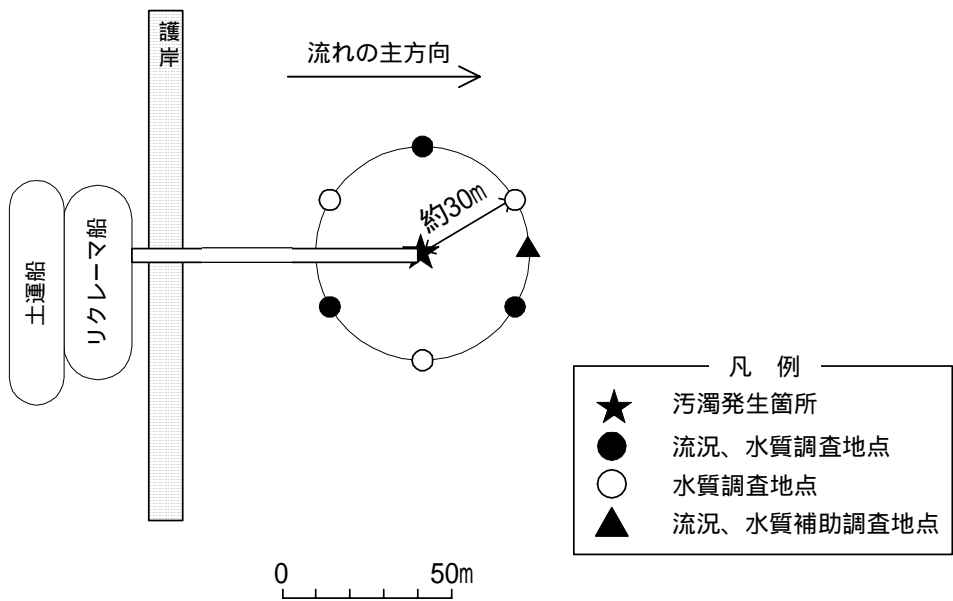 護岸
流れの主方向
約30m
土運船
リクレーマ船
凡 例
汚濁発生箇所
流況、水質調査地点
水質調査地点
流況、水質補助調査地点
0 50m